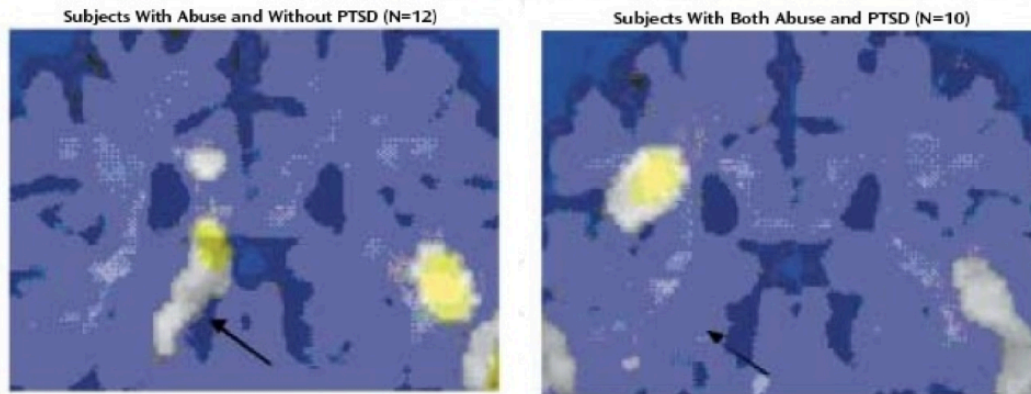 Subjects With Abuse and Without PTSD (N=12)
Subjects With Both Abuse and PTSD (N=10)